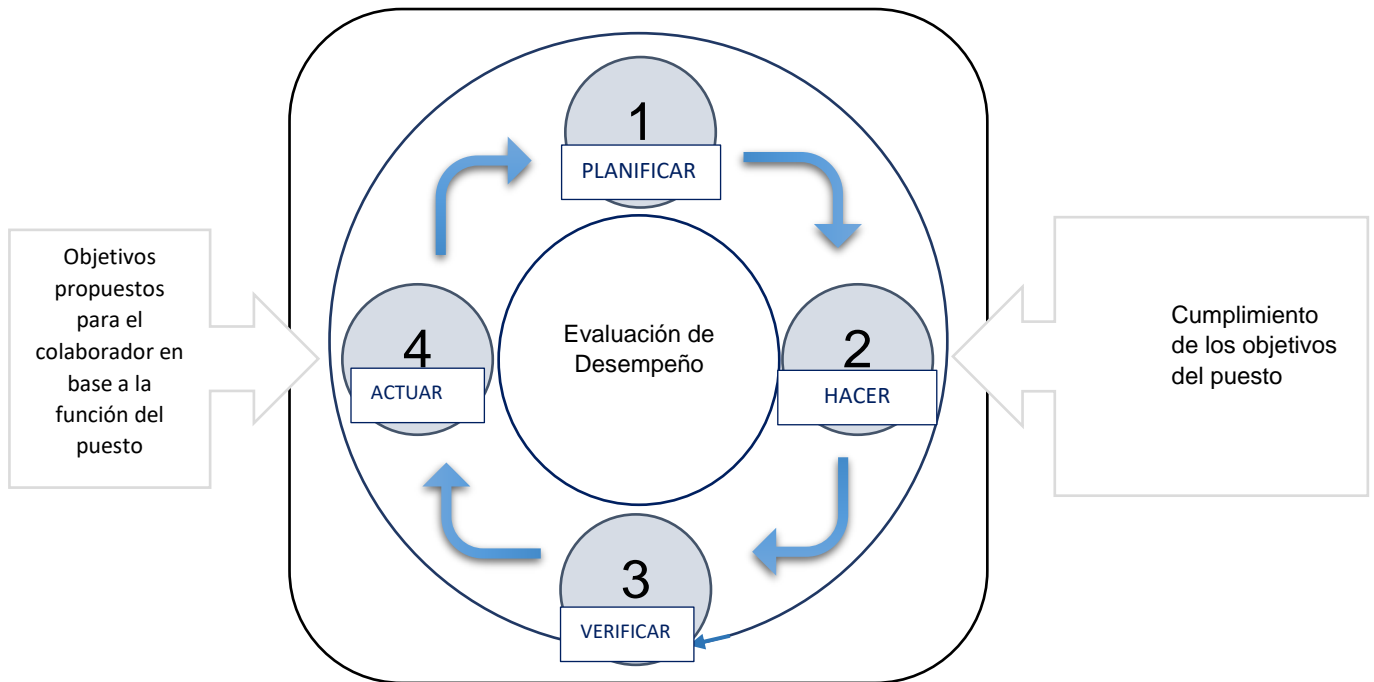 1
PLANIFICAR
Objetivos
propuestos
para el
colaborador en
base a la
función del
puesto
4
ACTUAR
Evaluación de
Desempeño
2
HACER
Cumplimiento
de los objetivos
del puesto
3
VERIFICAR